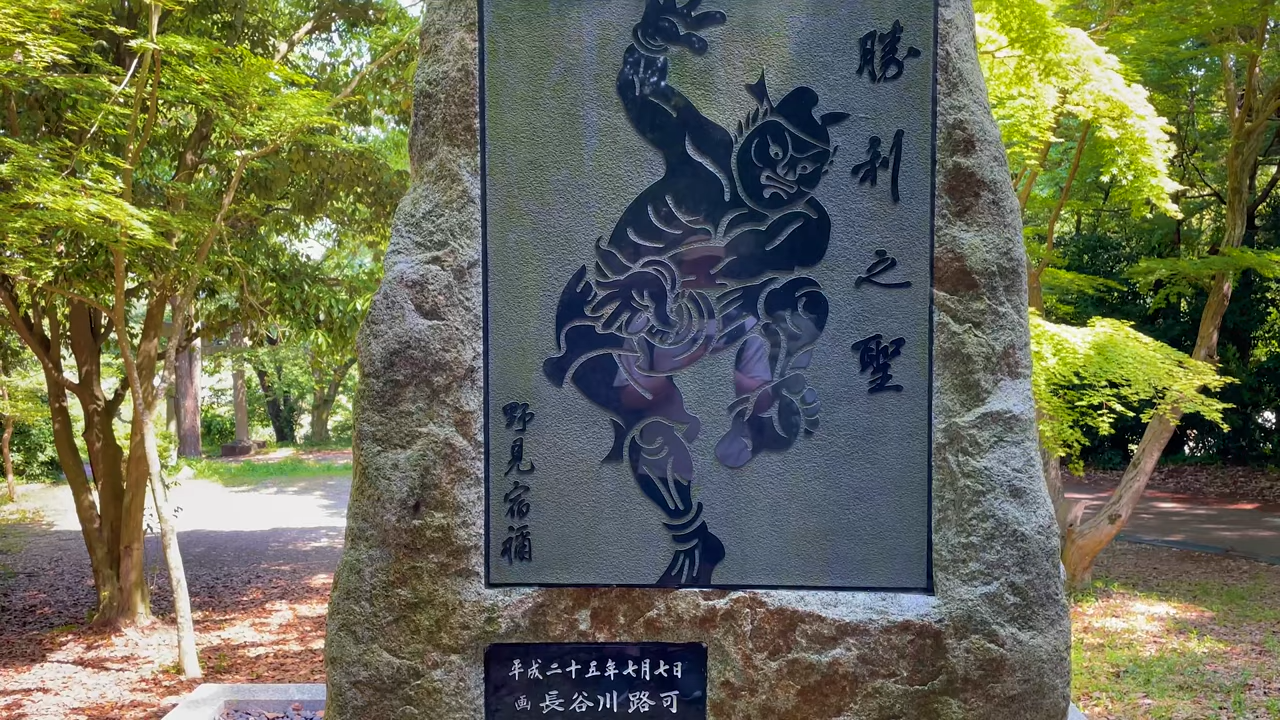 勝利之聖
野見宿禰
平成二十五年七月七日
画 長谷川路可